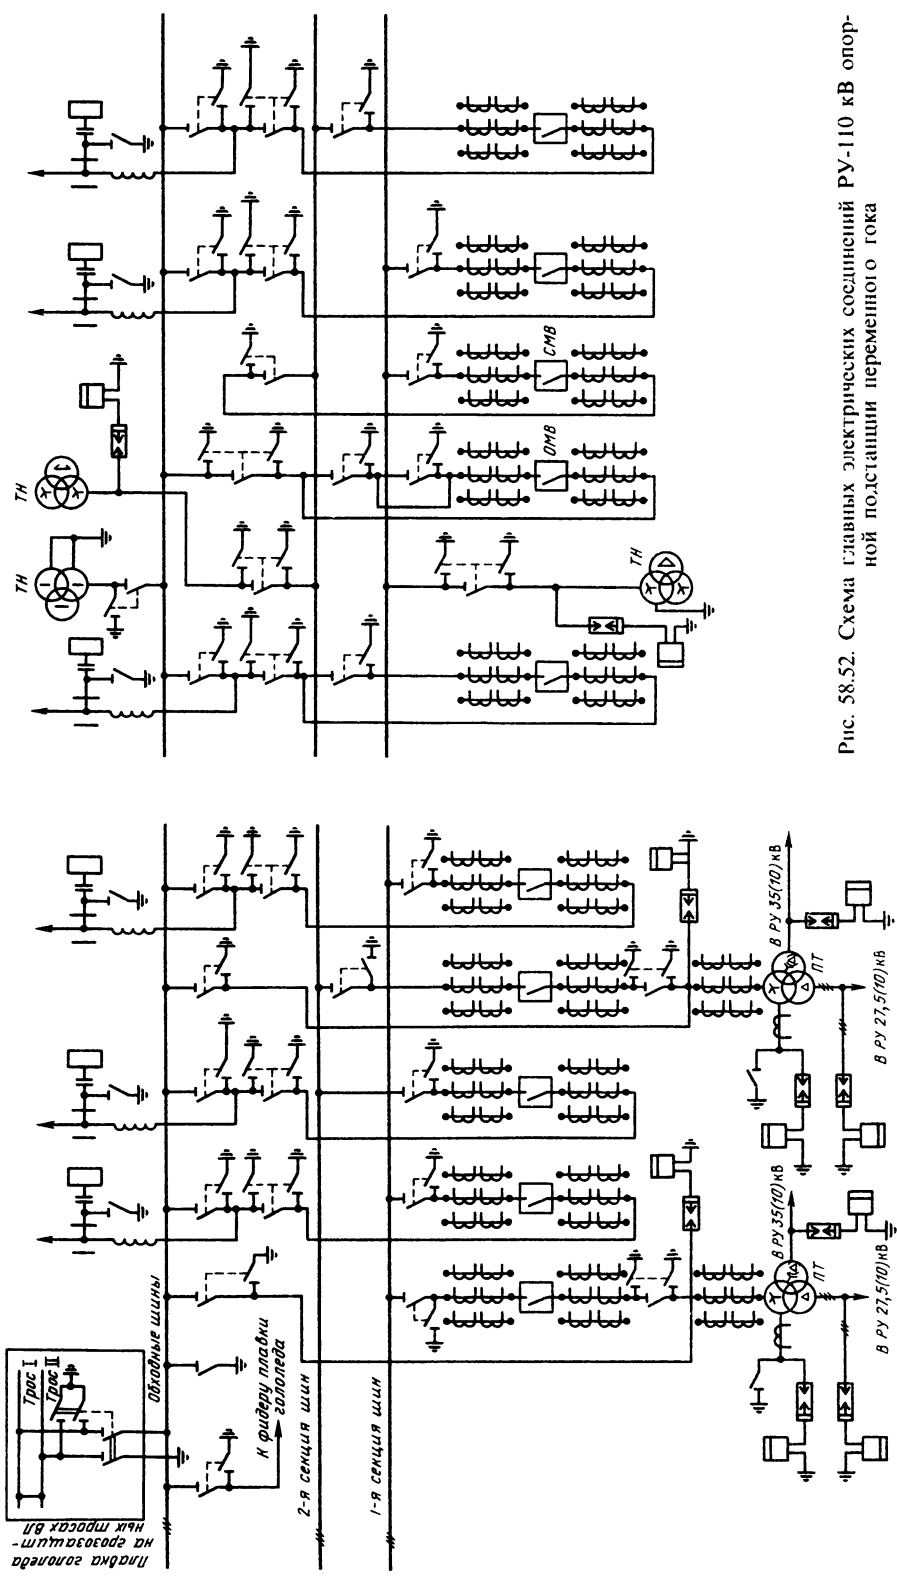 Плавка гололеда
на грозозащит-
ных тросах ВЛ
Трос I
Трос II
Обходные шины
К фидеру плавки
гололеда
2-я секция шин
1-я секция шин
В РУ 35(10)кВ
ПТ
В РУ 27,5(10)кВ
В РУ 35(10)кВ
ПТ
В РУ 27,5(10)кВ
ТН
ТН
ТН
ОМВ
СМВ
Рис. 58.52. Схема главных электрических соединений РУ-110 кВ опор-
ной подстанции переменного тока